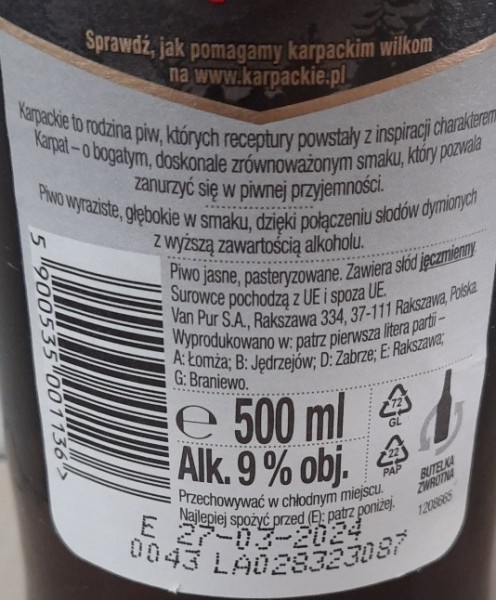 Sprawdź, jak pomagamy karpackim wilkom
na www.karpackie.pl
Karpackie to rodzina piw, których receptury powstały z inspiracji charakterem
Karpat – o bogatym, doskonale zrównoważonym smaku, który pozwala
zanurzyć się w piwnej przyjemności.
Piwo wyraziste, głębokie w smaku, dzięki połączeniu słodów dymionych
z wyższą zawartością alkoholu.
Piwo jasne, pasteryzowane. Zawiera słód jęczmienny.
Surowce pochodzą z UE i spoza UE.
Van Pur S.A., Rakszawa 334, 37-111 Rakszawa, Polska.
Wyprodukowano w: patrz pierwsza litera partii –
A: Łomża; B: Jędrzejów; D: Zabrze; E: Rakszawa;
G: Braniewo.
5 900535 001136 >
e 500 ml
Alk. 9 % obj.
72
GL
22
PAP
BUTELKA
ZWROTNA
1208665
Przechowywać w chłodnym miejscu.
Najlepiej spożyć przed (E): patrz poniżej.
E 27-03-2024
0043 LA028323087